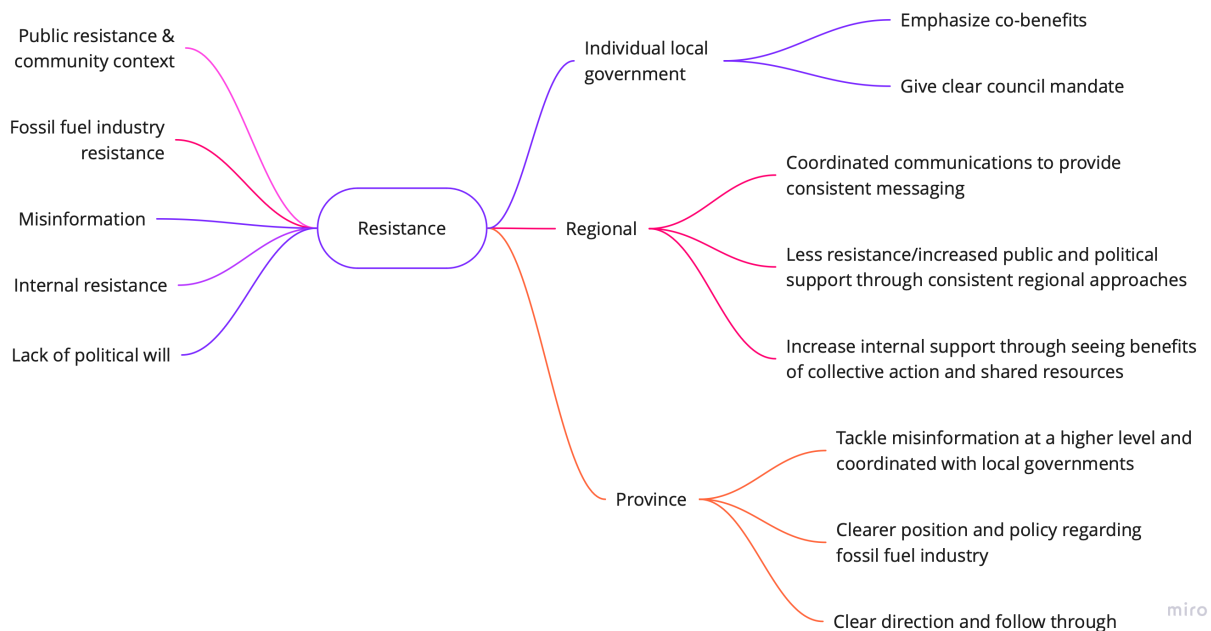 Public resistance &
community context
Fossil fuel industry
resistance
Misinformation
Internal resistance
Lack of political will
Resistance
Individual local
government
Emphasize co-benefits
Give clear council mandate
Regional
Coordinated communications to provide
consistent messaging
Less resistance/increased public and political
support through consistent regional approaches
Increase internal support through seeing benefits
of collective action and shared resources
Province
Tackle misinformation at a higher level and
coordinated with local governments
Clearer position and policy regarding
fossil fuel industry
Clear direction and follow through
miro